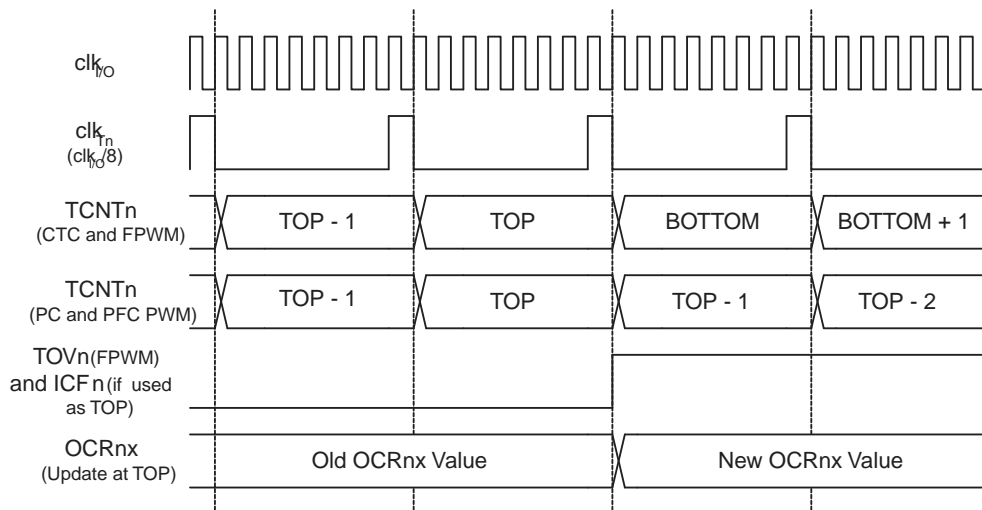 clkI/O
clkTn
(clkI/O/8)
TCNTn
(CTC and FPWM)
TOP - 1
TOP
BOTTOM
BOTTOM + 1
TCNTn
(PC and PFC PWM)
TOP - 1
TOP
TOP - 1
TOP - 2
TOVn(FPWM)
and ICFn(if used
as TOP)
OCRnx
(Update at TOP)
Old OCRnx Value
New OCRnx Value